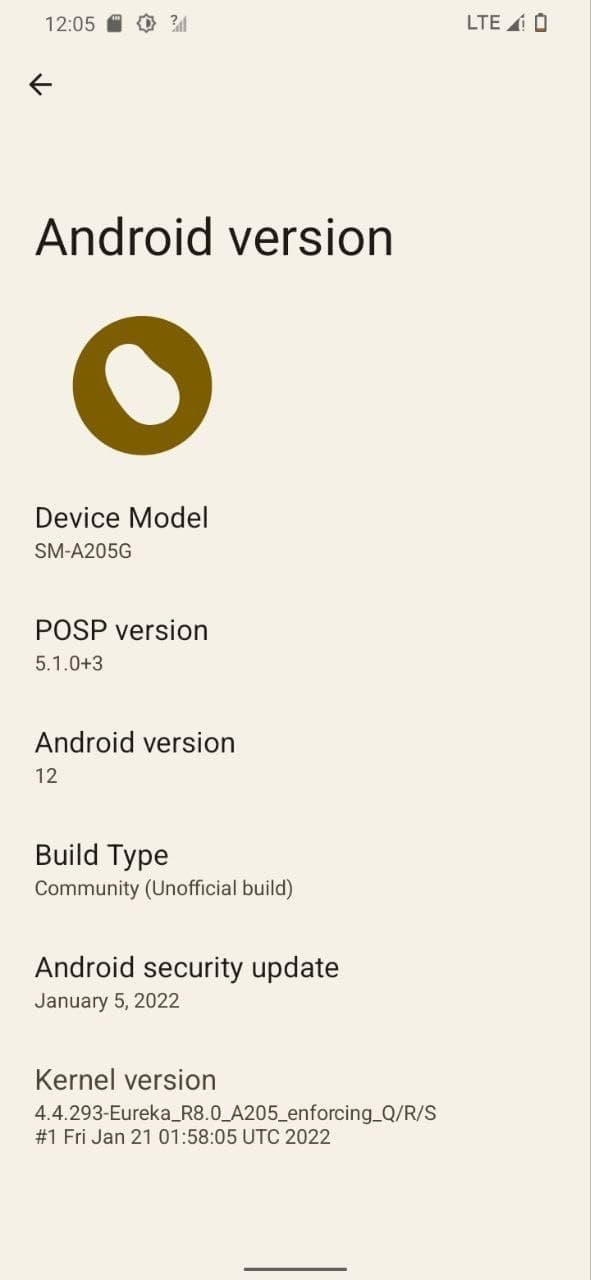 12:05
LTE
Android version
Device Model
SM-A205G
POSP version
5.1.0+3
Android version
12
Build Type
Community (Unofficial build)
Android security update
January 5, 2022
Kernel version
4.4.293-Eureka_R8.0_A205_enforcing_Q/R/S
#1 Fri Jan 21 01:58:05 UTC 2022